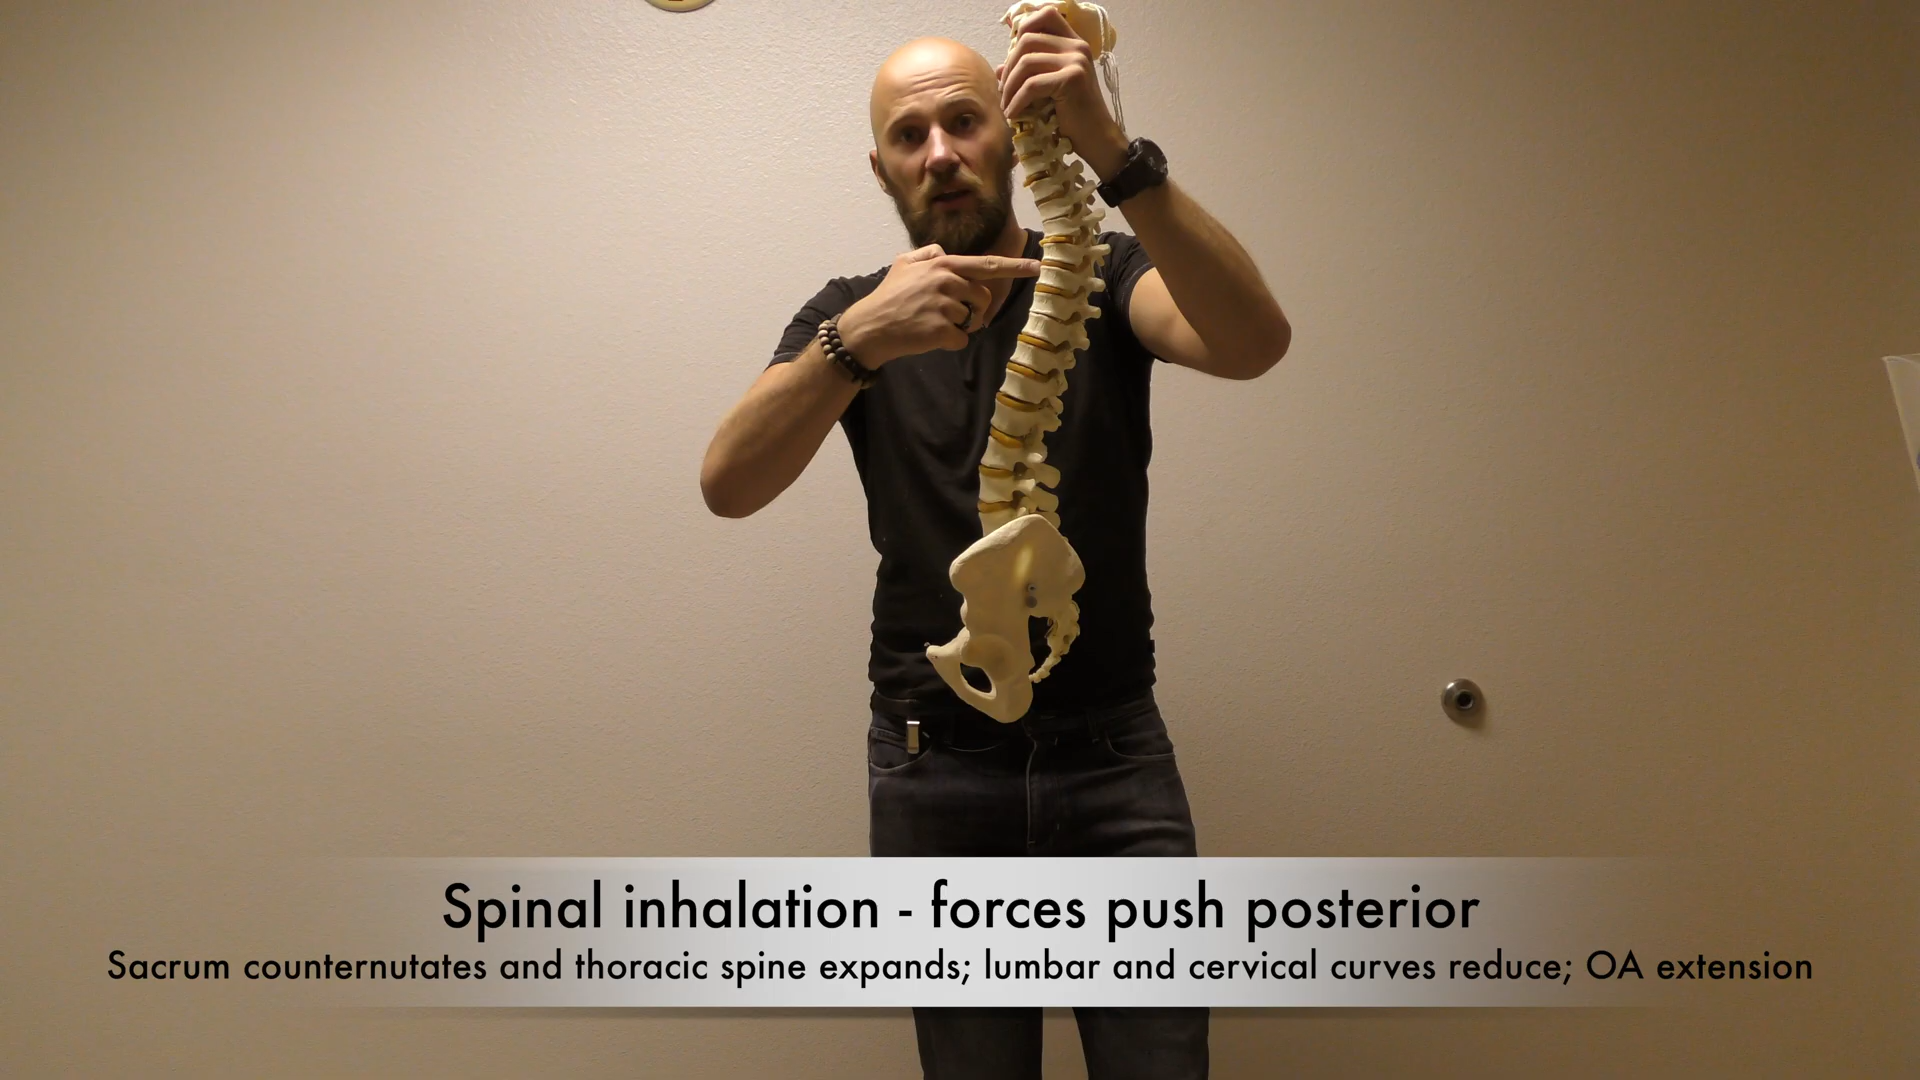 Spinal inhalation - forces push posterior
Sacrum counternutates and thoracic spine expands; lumbar and cervical curves reduce; OA extension